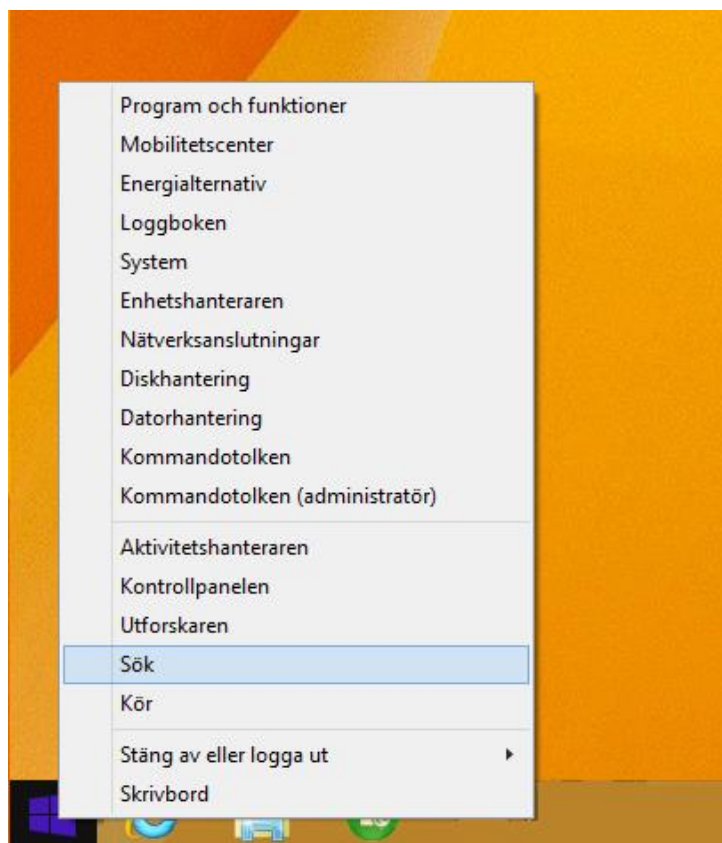 Program och funktioner
Mobilitetscenter
Energialternativ
Loggboken
System
Enhetshanteraren
Nätverksanslutningar
Diskhantering
Datorhantering
Kommandotolken
Kommandotolken (administratör)
Aktivitetshanteraren
Kontrollpanelen
Utforskaren
Sök
Kör
Stäng av eller logga ut
Skrivbord